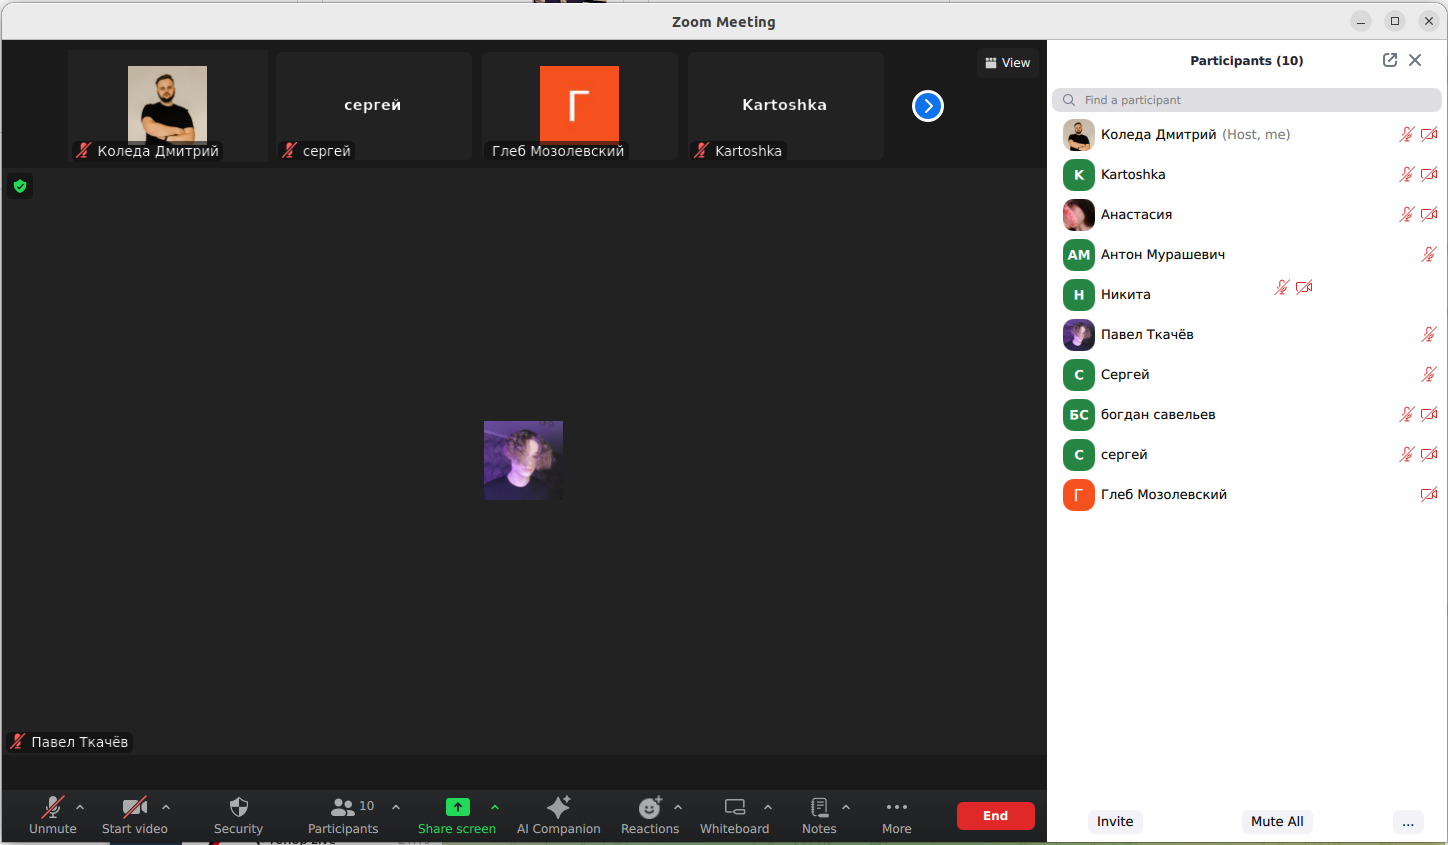 Zoom Meeting
сергей
Г
Kartoshka
View
Коледа Дмитрий
сергей
Глеб Мозолевский
Kartoshka
Павел Ткачёв
Participants (10)
Find a participant
Коледа Дмитрий (Host, me)
K Kartoshka
Анастасия
АМ Антон Мурашевич
Н Никита
Павел Ткачёв
С Сергей
БС богдан савельев
С сергей
Г Глеб Мозолевский
Invite
Mute All
...
10
Unmute
Start video
Security
Participants
Share screen
AI Companion
Reactions
Whiteboard
Notes
More
End